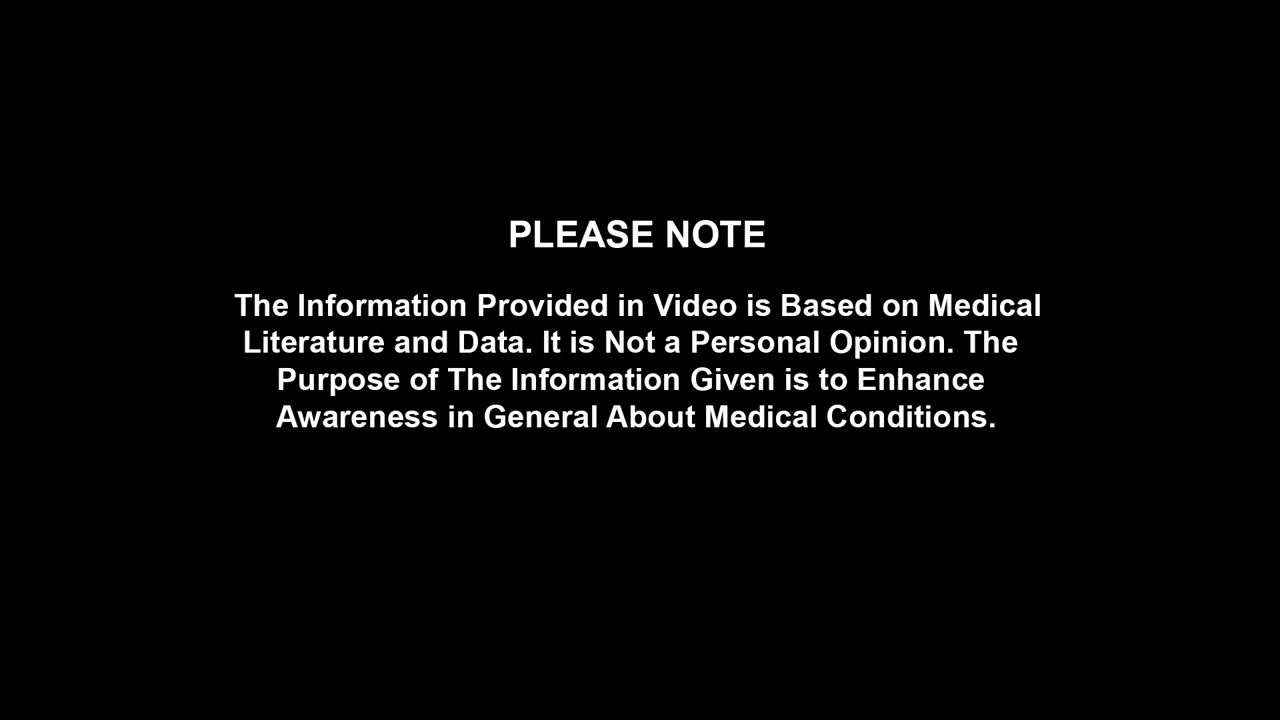 PLEASE NOTE
The Information Provided in Video is Based on Medical
Literature and Data. It is Not a Personal Opinion. The
Purpose of The Information Given is to Enhance
Awareness in General About Medical Conditions.